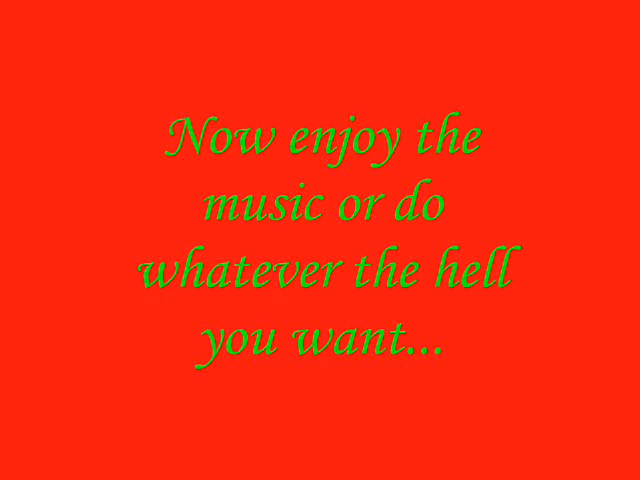 Now enjoy the
music or do
whatever the hell
you want...